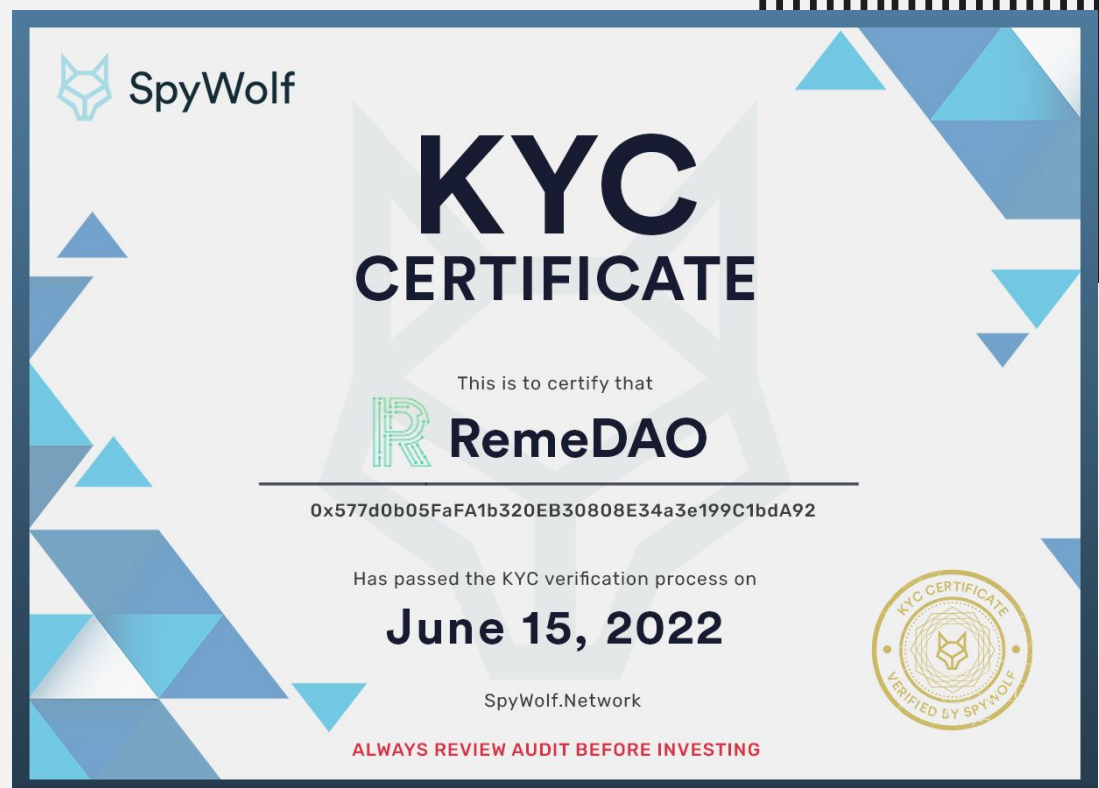 SpyWolf
KYC
CERTIFICATE
This is to certify that
RemeDAO
0x577d0b05FaFA1b320EB30808E34a3e199C1bdA92
Has passed the KYC verification process on
June 15, 2022
KYC CERTIFICATE
VERIFIED BY SPYWOLF
SpyWolf.Network
ALWAYS REVIEW AUDIT BEFORE INVESTING